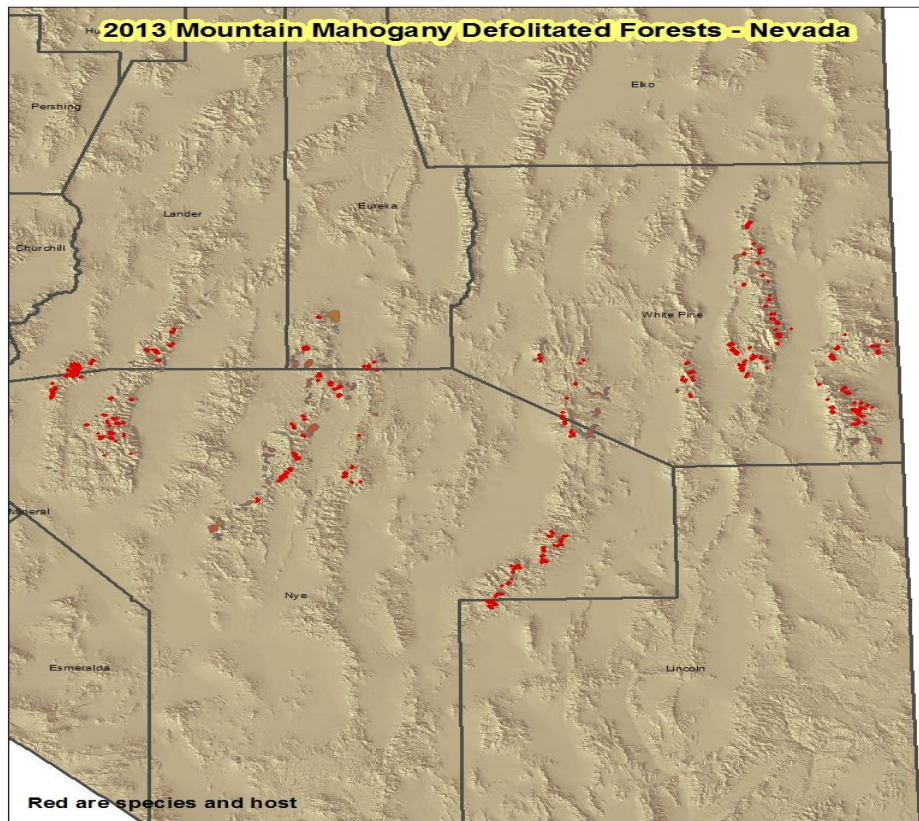 2013 Mountain Mahogany Defolitated Forests - Nevada
Hu
Elko
Pershing
Lander
Eureka
Churchill
White Pine
Mineral
Nye
Esmeralda
Lincoln
Red are species and host